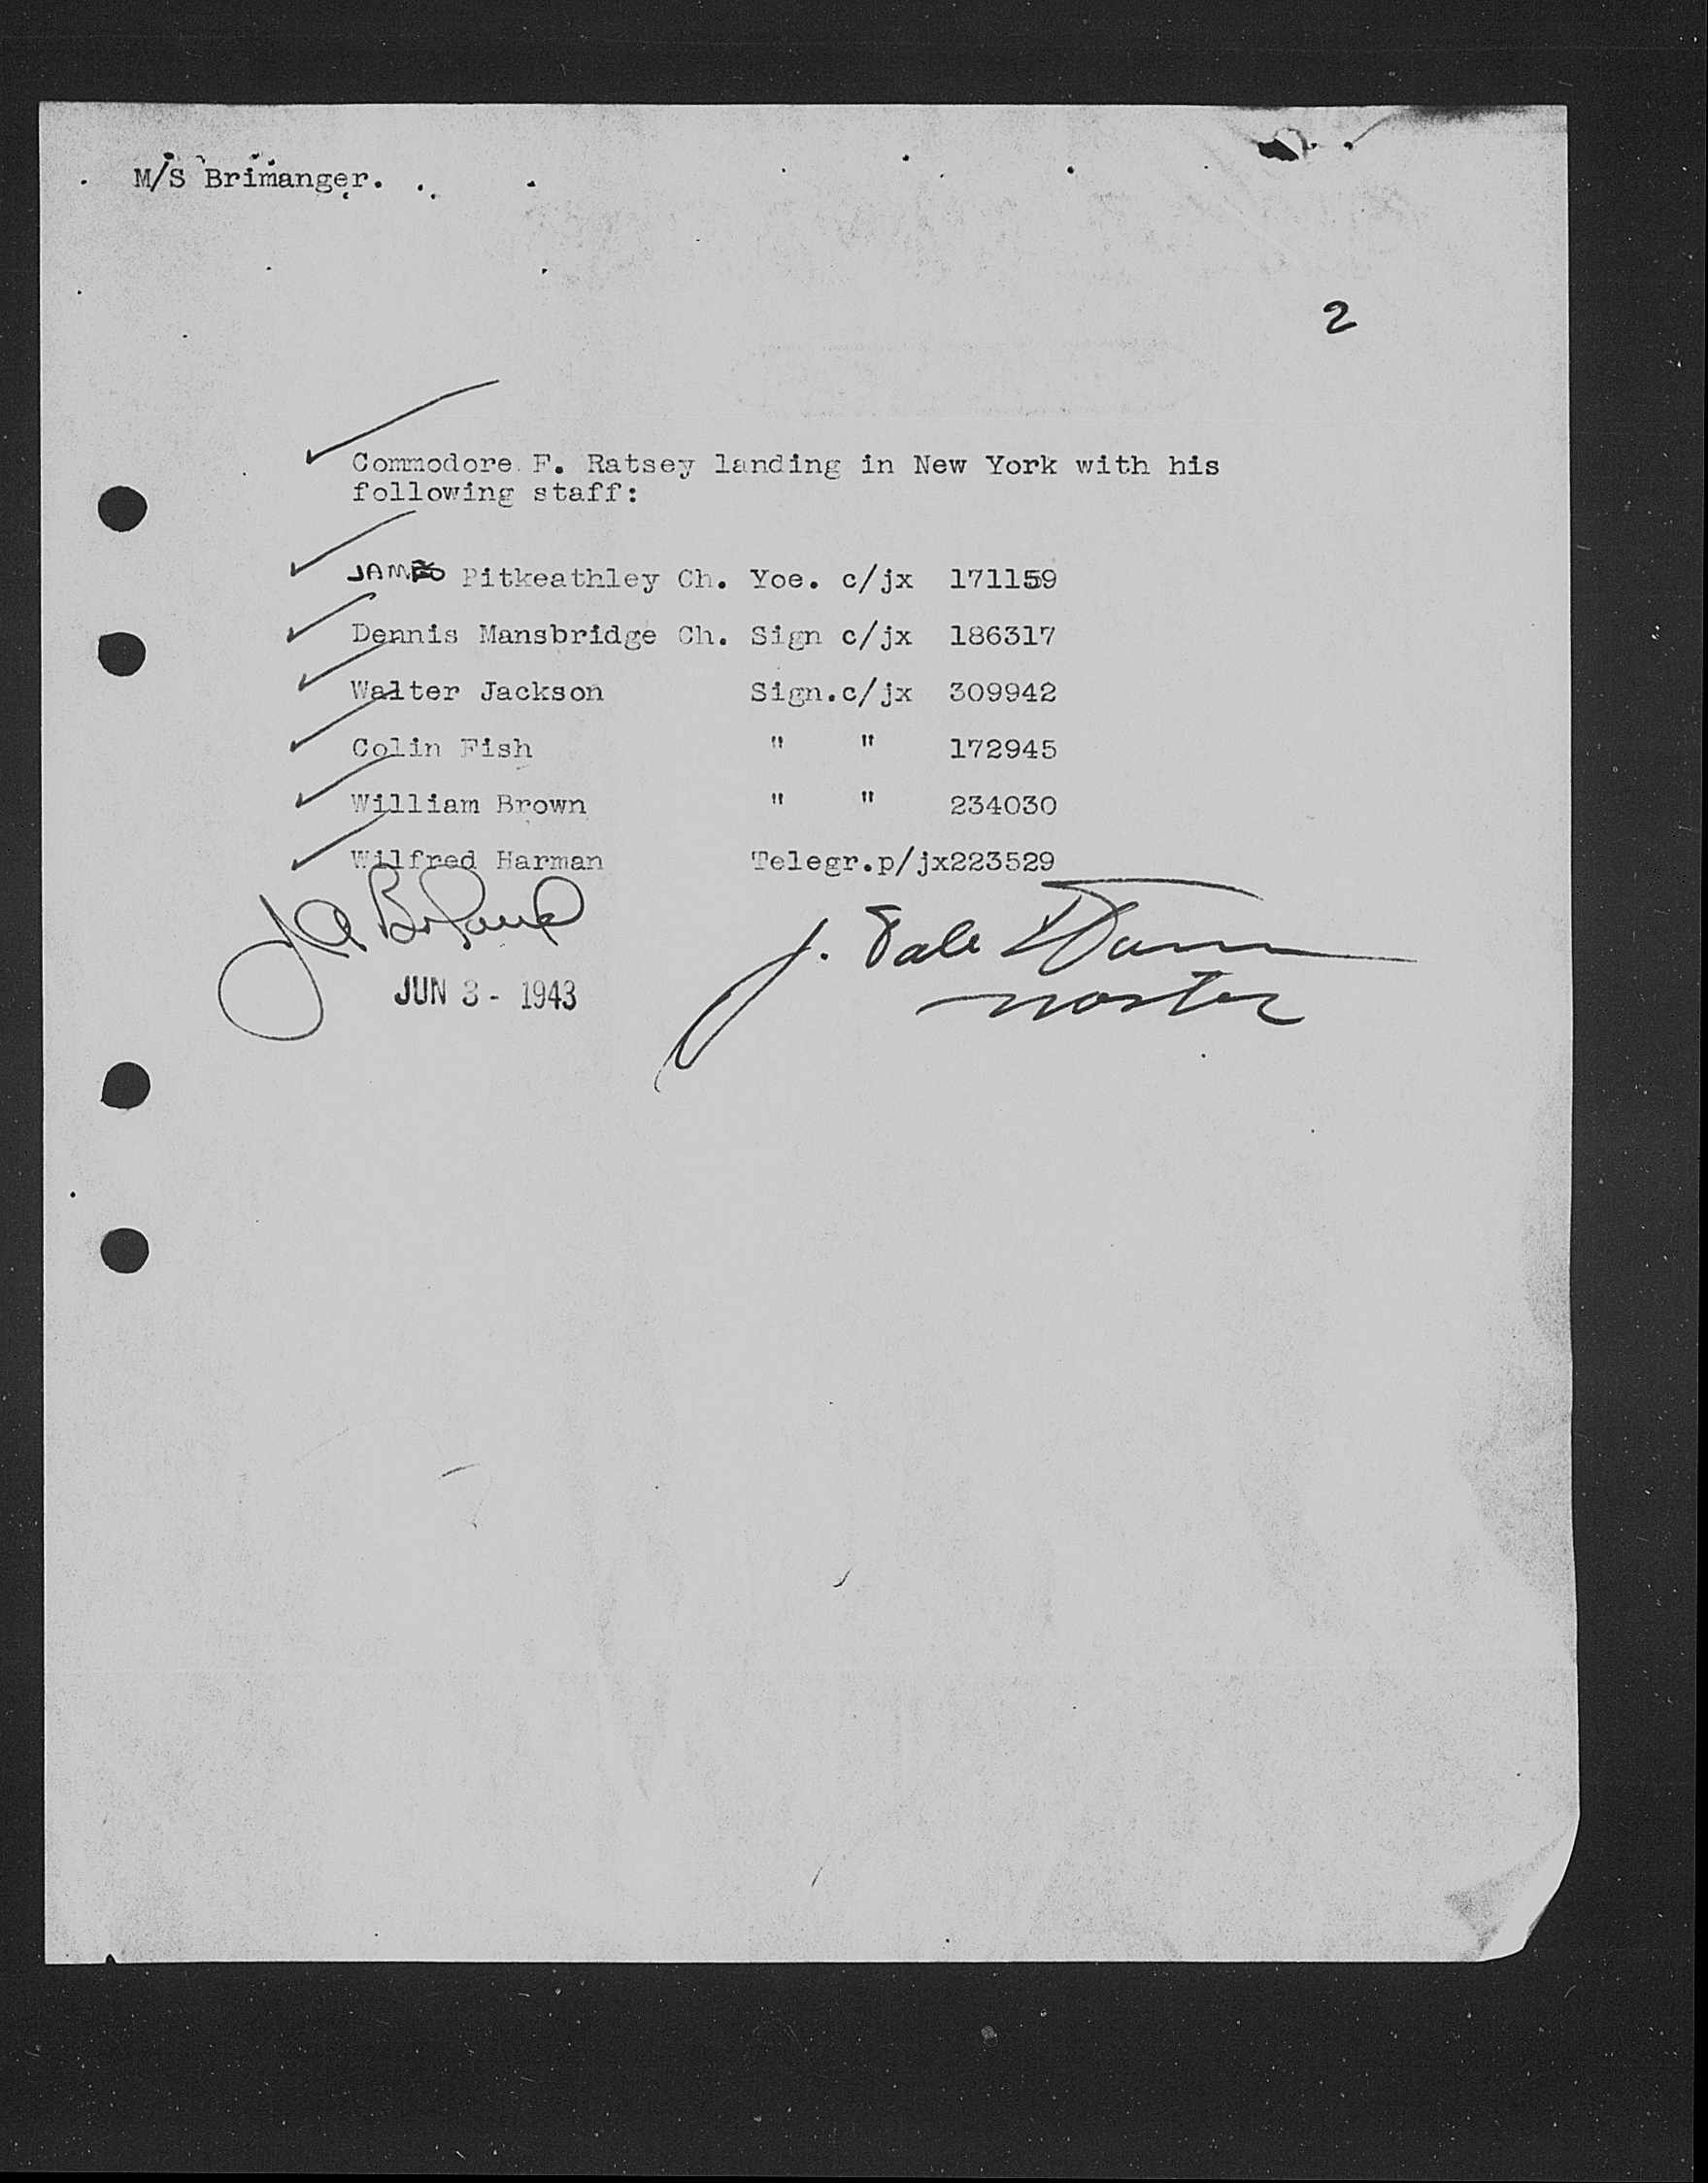 M/S Brimanger.
2
Commodore F. Ratsey landing in New York with his
following staff:
JAMES Pitkeathley Ch. Yoe. c/jx 171159
Dennis Mansbridge Ch. Sign c/jx 186317
Walter Jackson Sign.c/jx 309942
Colin Fish " " 172945
William Brown " " 234030
Wilfred Harman Telegr.p/jx223529
J.
JUN 3 - 1943